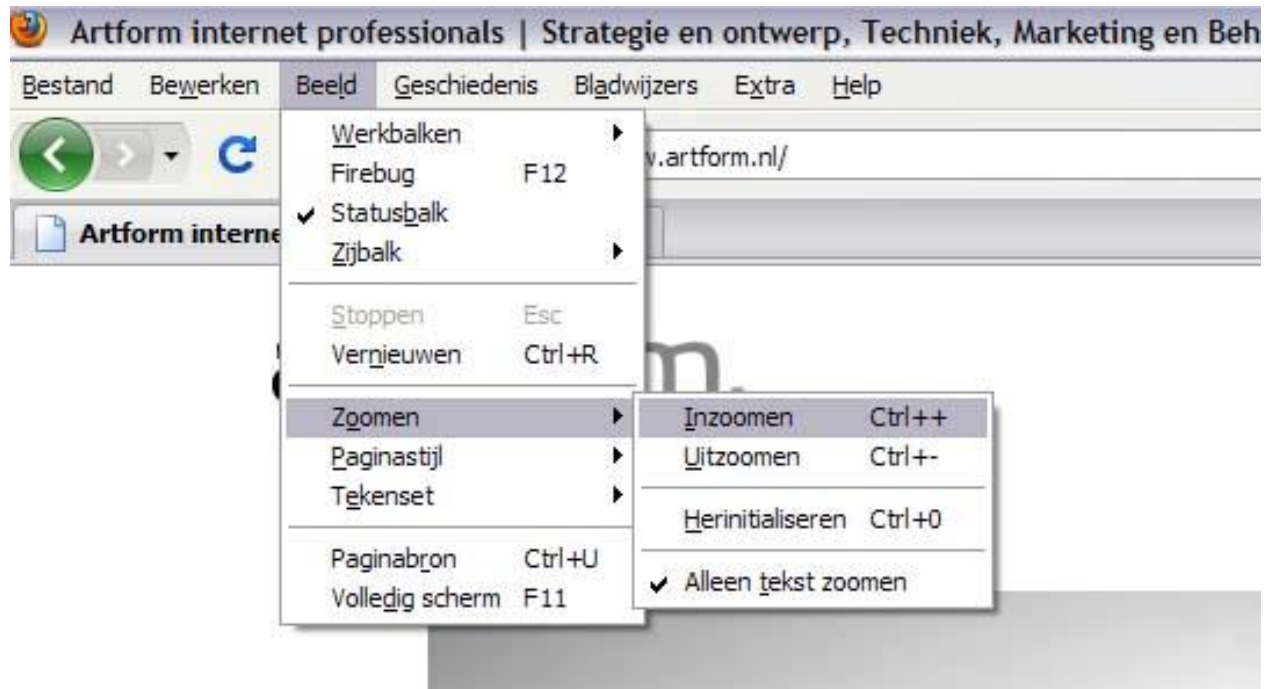 Artform internet professionals | Strategie en ontwerp, Techniek, Marketing en Beh
Bestand Bewerken Beeld Geschiedenis Bladwijzers Extra Help
v.artform.nl/
Artform interne
Werkbalken
Firebug F12
Statusbalk
Zijbalk
Stoppen Esc
Vernieuwen Ctrl+R
m.
Zoomen
Paginastijl
Tekenset
Paginabron Ctrl+U
Volledig scherm F11
Inzoomen Ctrl++
Uitzoomen Ctrl+-
Herinitialiseren Ctrl+0
Alleen tekst zoomen